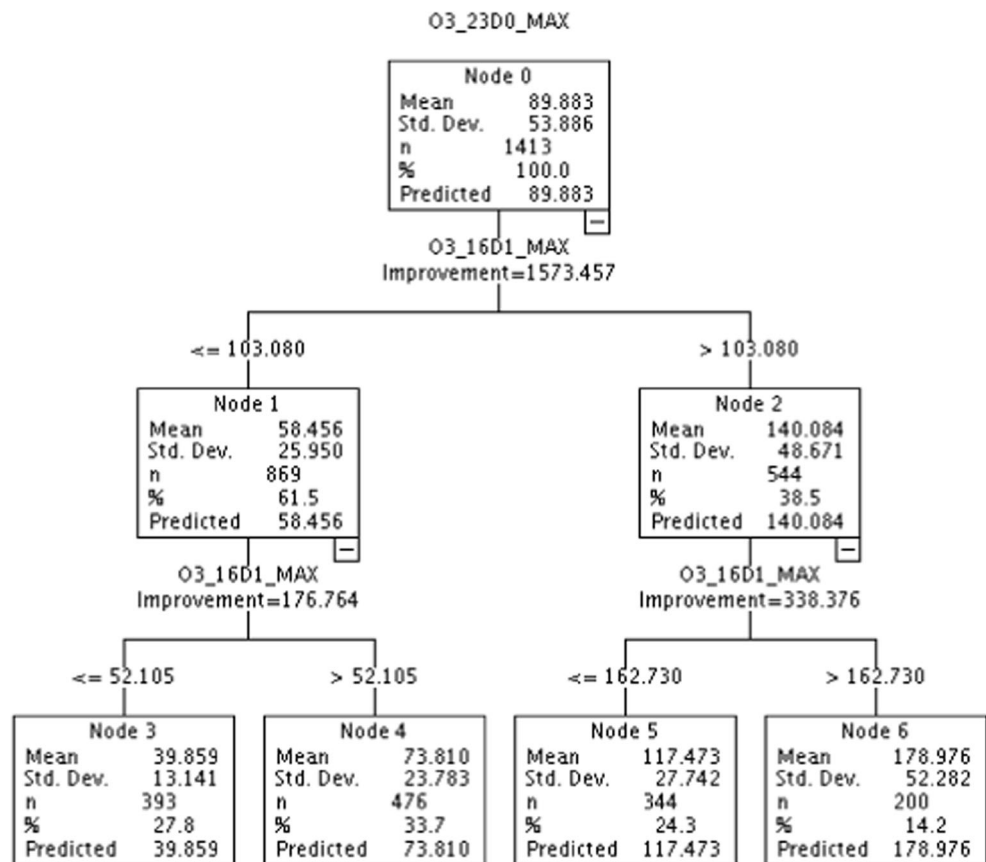 O3_23D0_MAX
Node 0
Mean 89.883
Std. Dev. 53.886
n 1413
% 100.0
Predicted 89.883
O3_16D1_MAX
Improvement=1573.457
<= 103.080
> 103.080
Node 1
Mean 58.456
Std. Dev. 25.950
n 869
% 61.5
Predicted 58.456
O3_16D1_MAX
Improvement=176.764
Node 2
Mean 140.084
Std. Dev. 48.671
n 544
% 38.5
Predicted 140.084
O3_16D1_MAX
Improvement=338.376
<= 52.105
> 52.105
<= 162.730
> 162.730
Node 3
Mean 39.859
Std. Dev. 13.141
n 393
% 27.8
Predicted 39.859
Node 4
Mean 73.810
Std. Dev. 23.783
n 476
% 33.7
Predicted 73.810
Node 5
Mean 117.473
Std. Dev. 27.742
n 344
% 24.3
Predicted 117.473
Node 6
Mean 178.976
Std. Dev. 52.282
n 200
% 14.2
Predicted 178.976